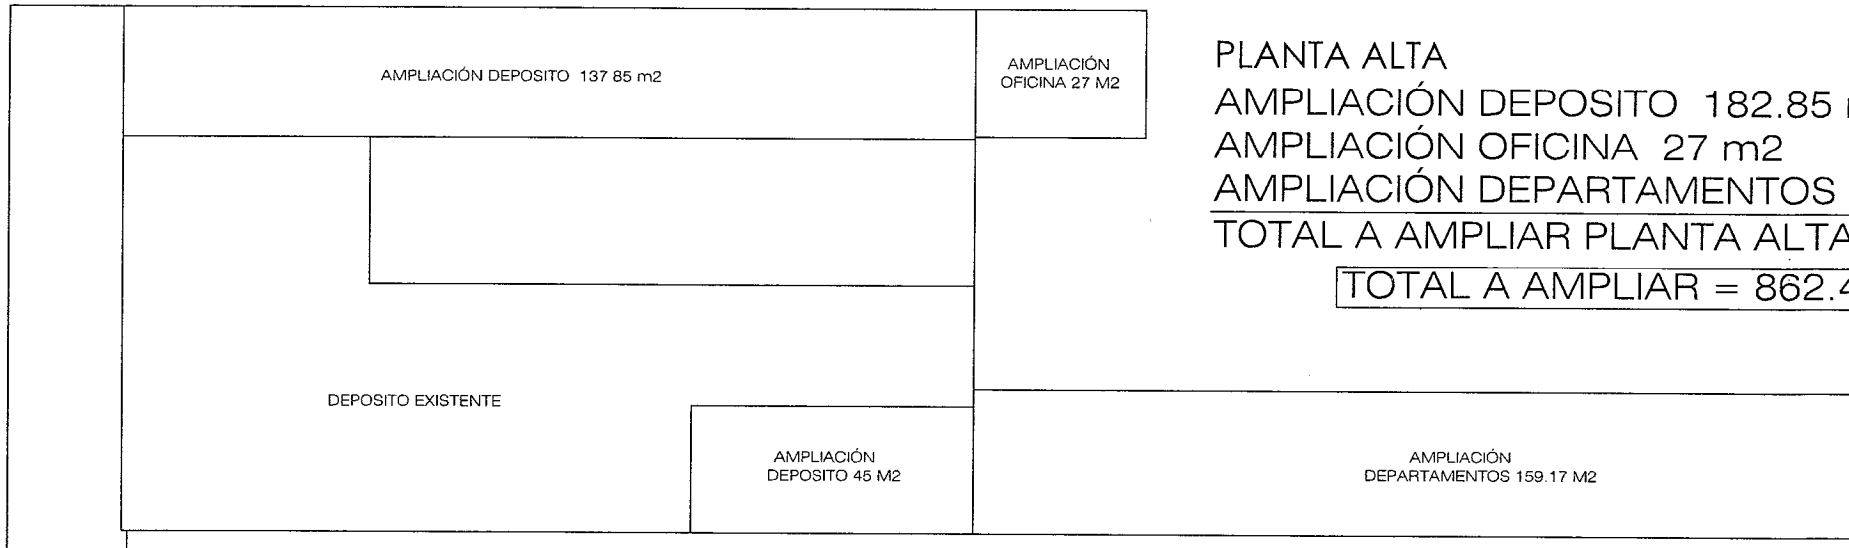 AMPLIACIÓN DEPOSITO 137 85 m2
AMPLIACIÓN
OFICINA 27 M2
PLANTA ALTA
AMPLIACIÓN DEPOSITO 182.85
AMPLIACIÓN OFICINA 27 m2
AMPLIACIÓN DEPARTAMENTOS
TOTAL A AMPLIAR PLANTA ALTA
TOTAL A AMPLIAR = 862.4
DEPOSITO EXISTENTE
AMPLIACIÓN
DEPOSITO 45 M2
AMPLIACIÓN
DEPARTAMENTOS 159.17 M2